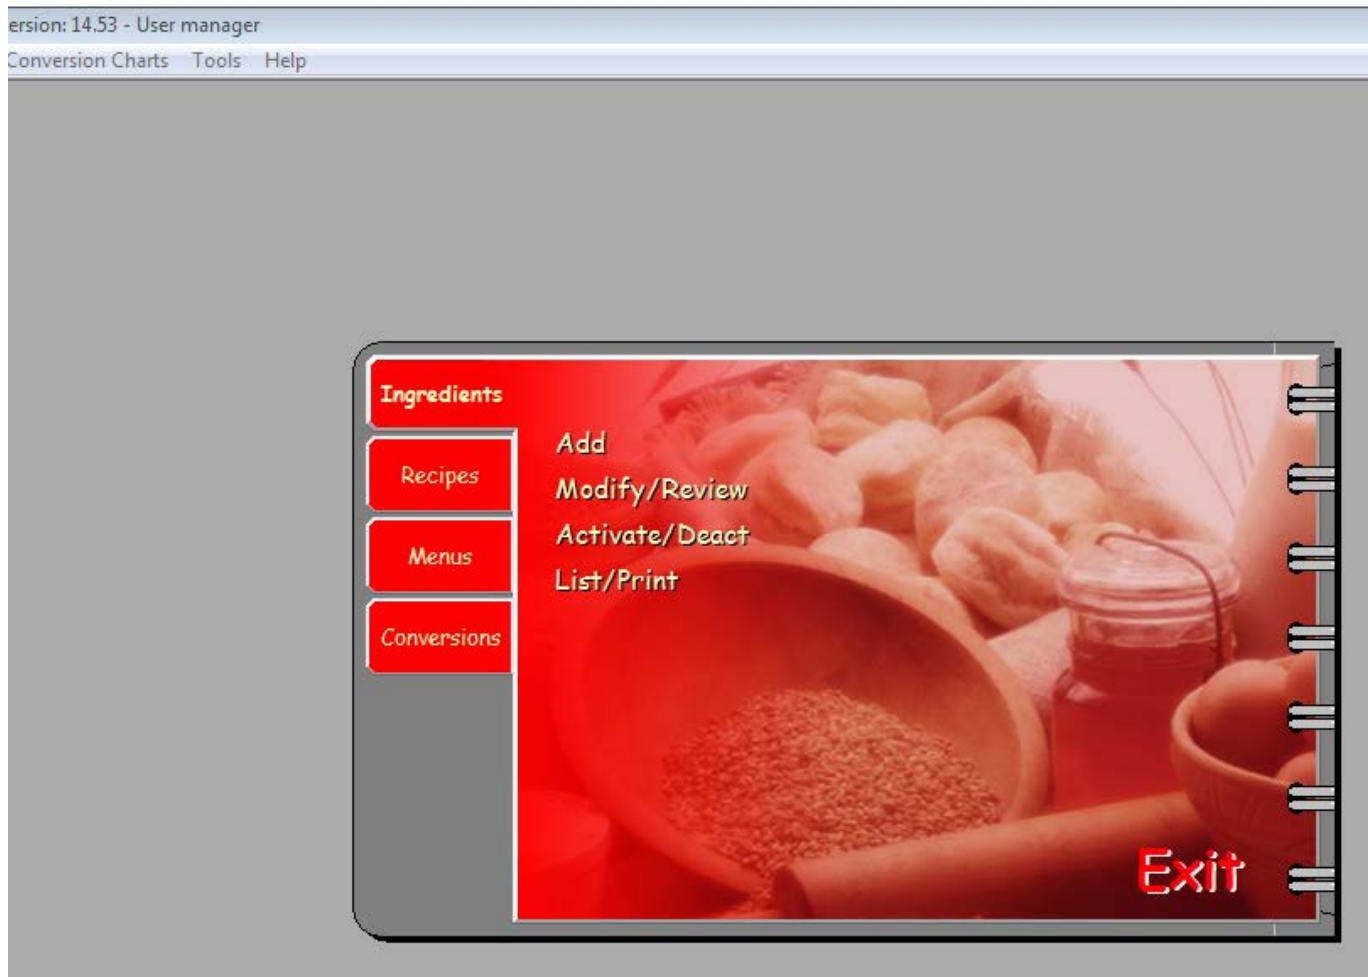 ersion: 14.53 - User manager
Conversion Charts Tools Help
Ingredients
Add
Recipes
Modify/Review
Activate/Deact
Menus
List/Print
Conversions
Exit